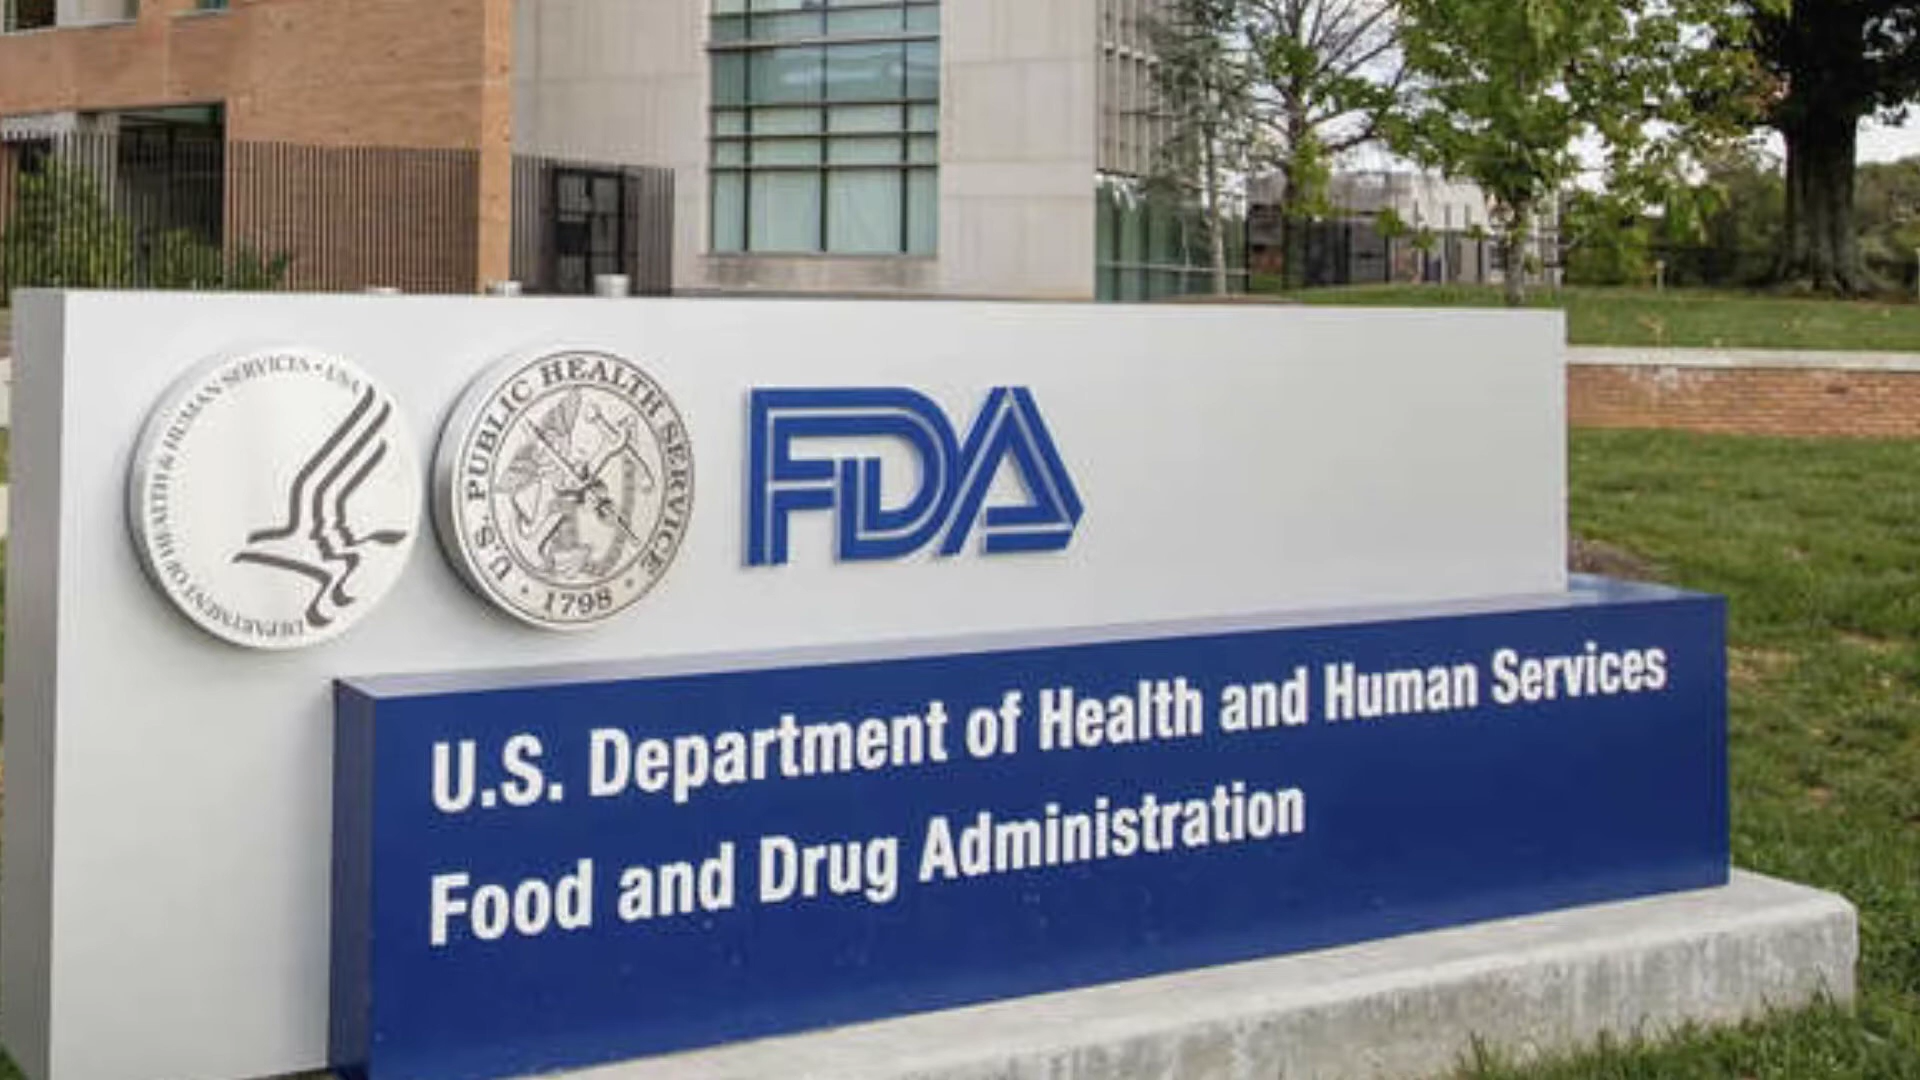 DEPARTMENT OF HEALTH & HUMAN SERVICES • USA
U.S. PUBLIC HEALTH SERVICE
• 1798 •
FDA
U.S. Department of Health and Human Services
Food and Drug Administration